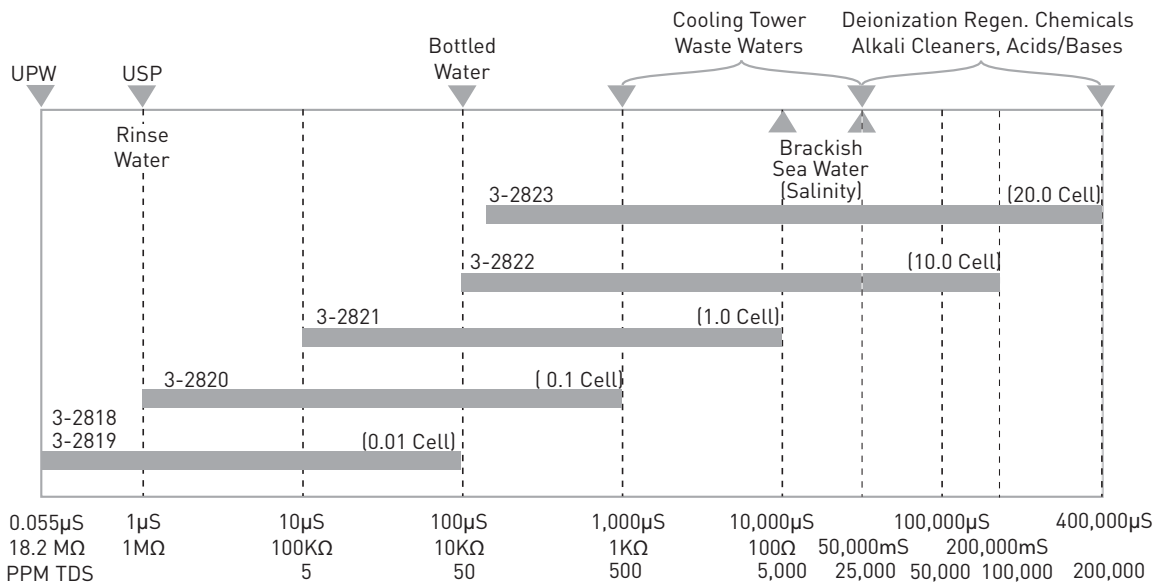 Cooling Tower
Waste Waters
Deionization Regen. Chemicals
Alkali Cleaners, Acids/Bases
UPW
USP
Bottled
Water
Rinse
Water
Brackish
Sea Water
(Salinity)
3-2823 (20.0 Cell)
3-2822 (10.0 Cell)
3-2821 (1.0 Cell)
3-2820 ( 0.1 Cell)
3-2818
3-2819 (0.01 Cell)
0.055µS 1µS 10µS 100µS 1,000µS 10,000µS 100,000µS 400,000µS
18.2 MΩ 1MΩ 100KΩ 10KΩ 1KΩ 100Ω 50,000mS 200,000mS
PPM TDS 5 50 500 5,000 25,000 50,000 100,000 200,000